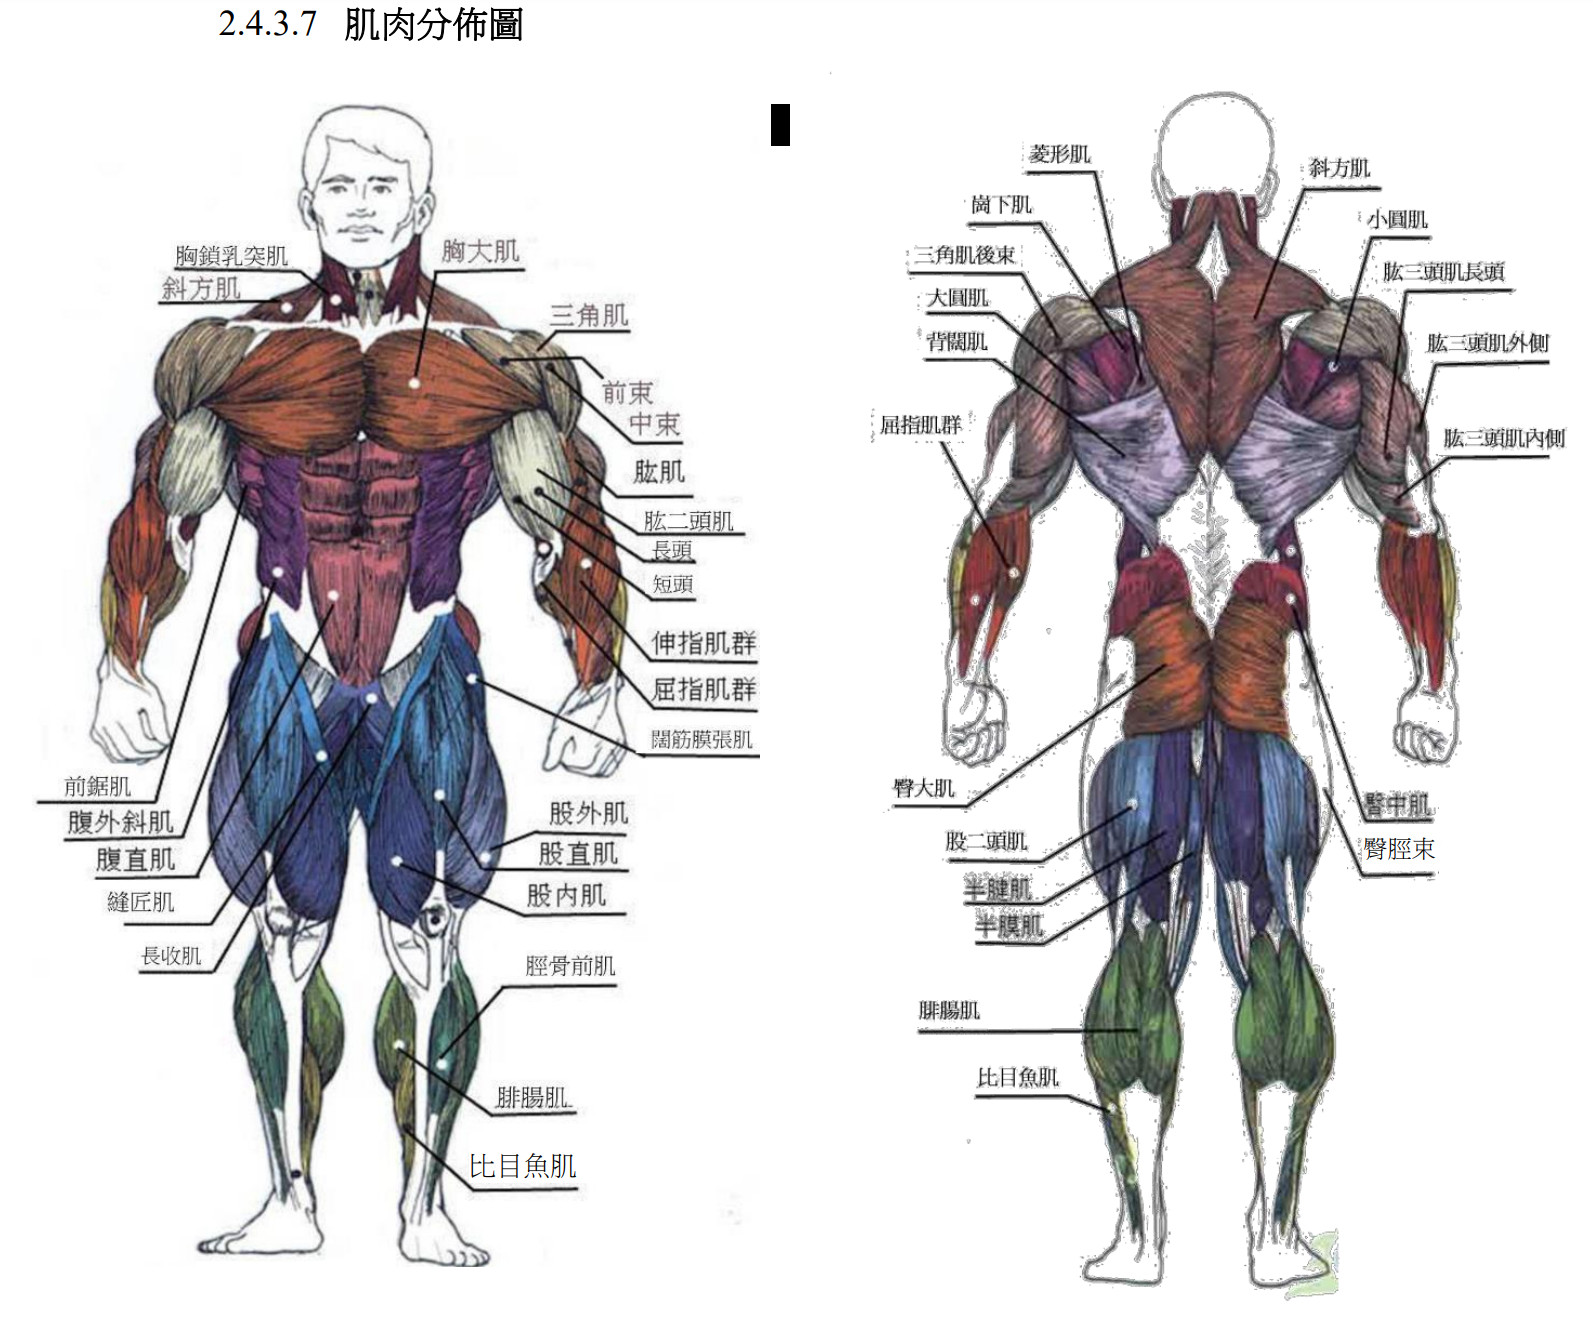 2.4.3.7 肌肉分佈圖
胸鎖乳突肌
斜方肌
胸大肌
三角肌
前束
中束
肱肌
肱二頭肌
長頭
短頭
伸指肌群
屈指肌群
闊筋膜張肌
前鋸肌
腹外斜肌
腹直肌
縫匠肌
長收肌
股外肌
股直肌
股内肌
脛骨前肌
腓腸肌
比目魚肌
菱形肌
崗下肌
三角肌後束
大圓肌
背闊肌
屈指肌群
斜方肌
小圓肌
肱三頭肌長頭
肱三頭肌外側
肱三頭肌內側
臀大肌
股二頭肌
半腱肌
半膜肌
臀中肌
臀脛束
腓腸肌
比目魚肌